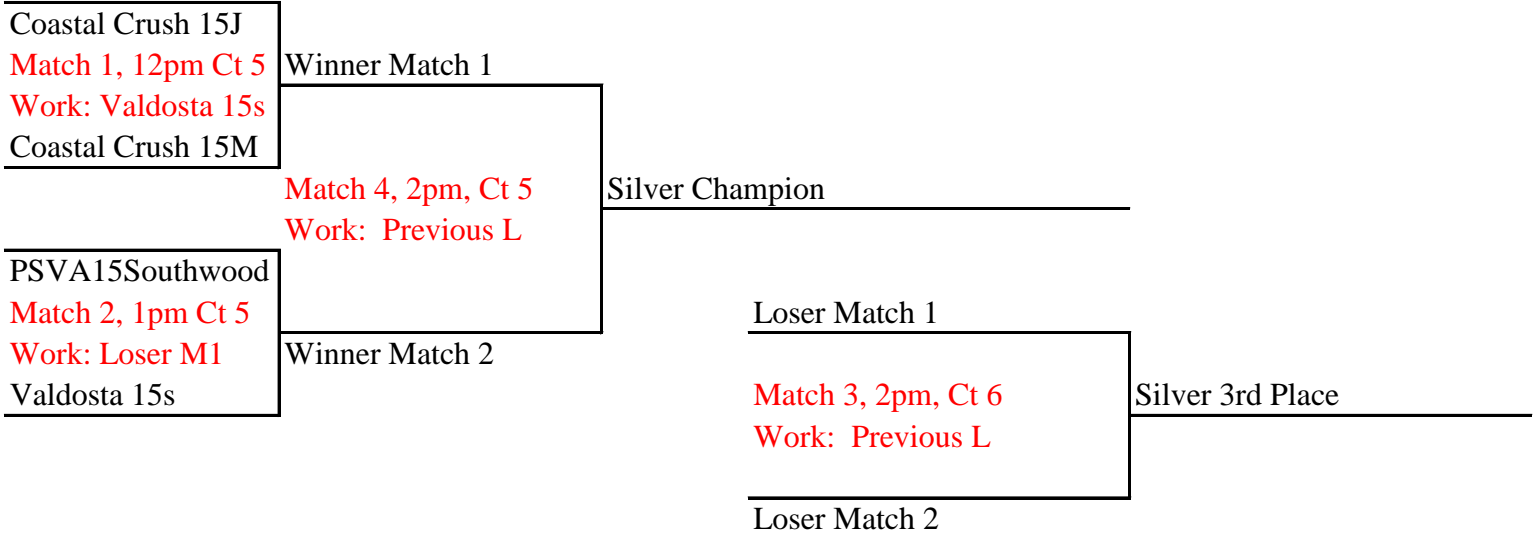 Coastal Crush 15J
Match 1, 12pm Ct 5
Work: Valdosta 15s
Coastal Crush 15M
Winner Match 1
Match 4, 2pm, Ct 5
Work:  Previous L
Silver Champion
PSVA15Southwood
Match 2, 1pm Ct 5
Work: Loser M1
Valdosta 15s
Winner Match 2
Loser Match 1
Match 3, 2pm, Ct 6
Work:  Previous L
Loser Match 2
Silver 3rd Place